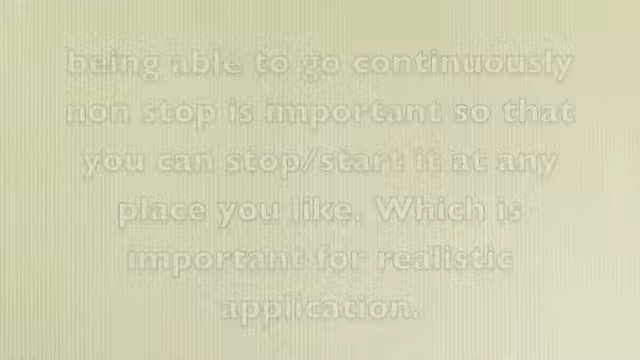 being able to go continuously
non stop is important so that
you can stop/start it at any
place you like. Which is
important for realistic
application.